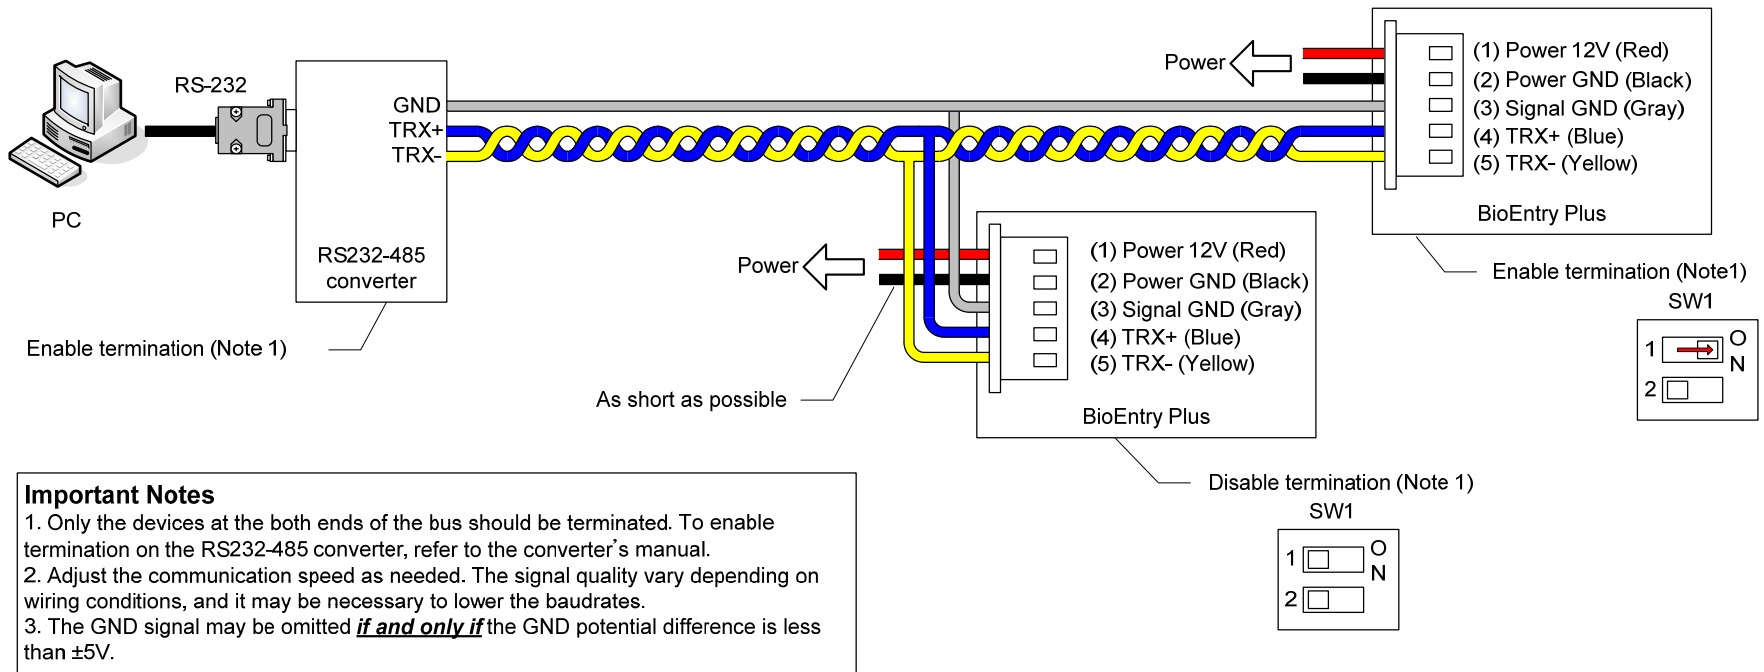 Power
(1) Power 12V (Red)
(2) Power GND (Black)
(3) Signal GND (Gray)
(4) TRX+ (Blue)
(5) TRX- (Yellow)
BioEntry Plus
RS-232
GND
TRX+
TRX-
PC
RS232-485
converter
Enable termination (Note 1)
Power
(1) Power 12V (Red)
(2) Power GND (Black)
(3) Signal GND (Gray)
(4) TRX+ (Blue)
(5) TRX- (Yellow)
BioEntry Plus
As short as possible
Enable termination (Note1)
SW1
1
2
O
N
Disable termination (Note 1)
SW1
1
2
O
N
Important Notes
1. Only the devices at the both ends of the bus should be terminated. To enable
termination on the RS232-485 converter, refer to the converter's manual.
2. Adjust the communication speed as needed. The signal quality vary depending on
wiring conditions, and it may be necessary to lower the baudrates.
3. The GND signal may be omitted if and only if the GND potential difference is less
than ±5V.